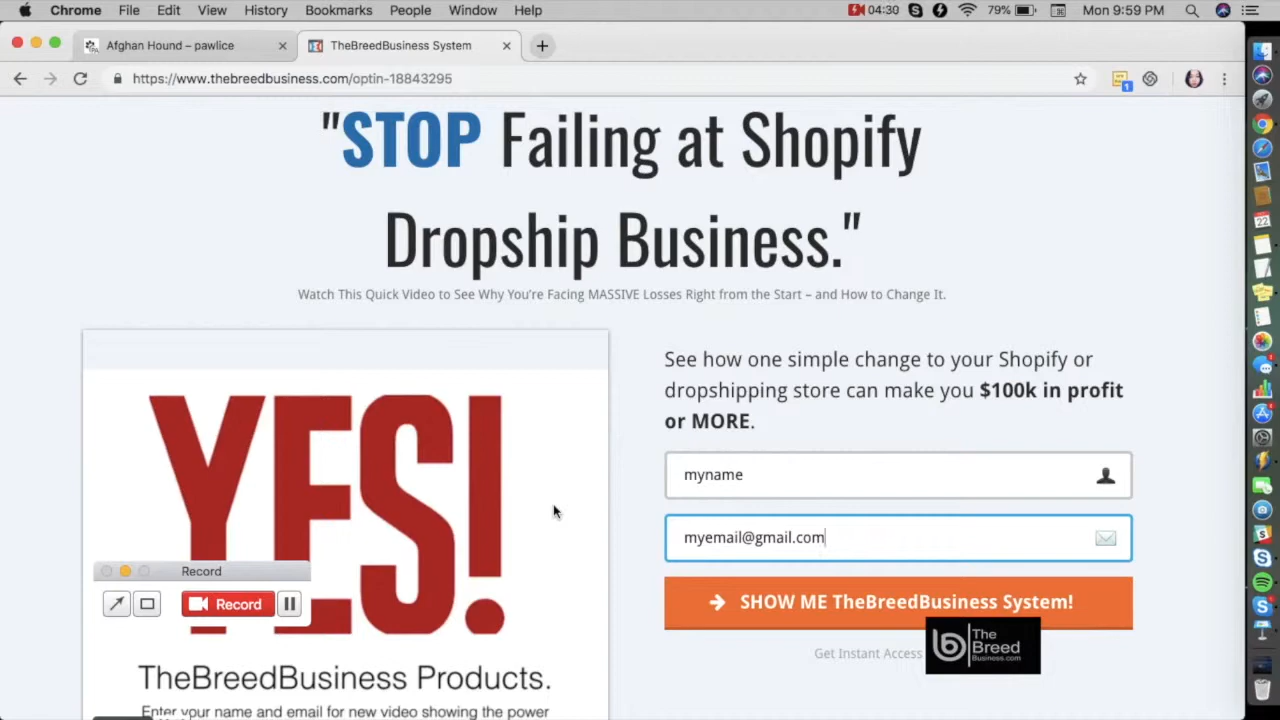 Chrome File Edit View History Bookmarks People Window Help 04:30 79% Mon 9:59 PM
Afghan Hound – pawlice
TheBreedBusiness System
https://www.thebreedbusiness.com/optin-18843295
1
"STOP Failing at Shopify
Dropship Business."
Watch This Quick Video to See Why You're Facing MASSIVE Losses Right from the Start – and How to Change It.
See how one simple change to your Shopify or
dropshipping store can make you $100k in profit
or MORE.
myname
myemail@gmail.com
SHOW ME TheBreedBusiness System!
Get Instant Access
b The
Breed
Business.com
YES!
Record
Record
TheBreedBusiness Products.
Enter your name and email for new video showing the power
22